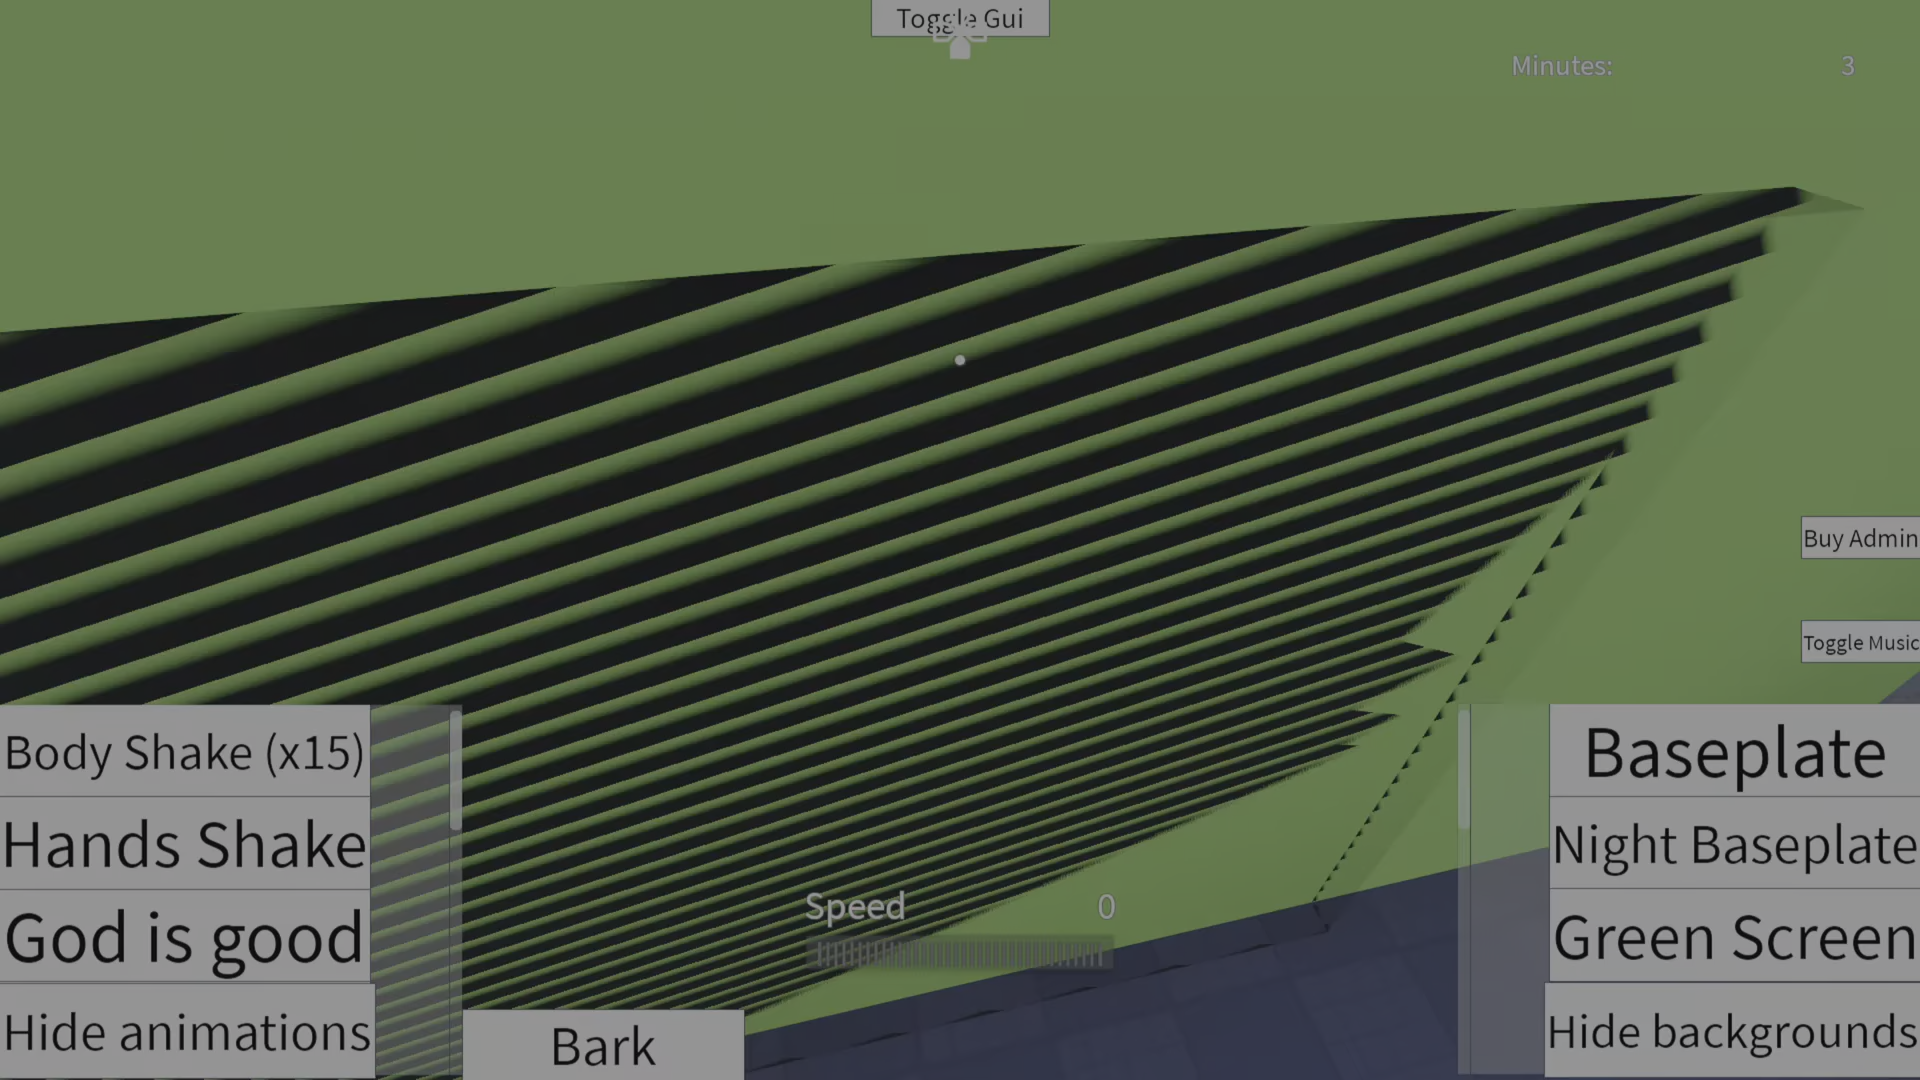 Toggle Gui
Minutes: 3
Buy Admin
Toggle Music
Body Shake (x15)
Hands Shake
God is good
Hide animations
Bark
Speed 0
Baseplate
Night Baseplate
Green Screen
Hide backgrounds